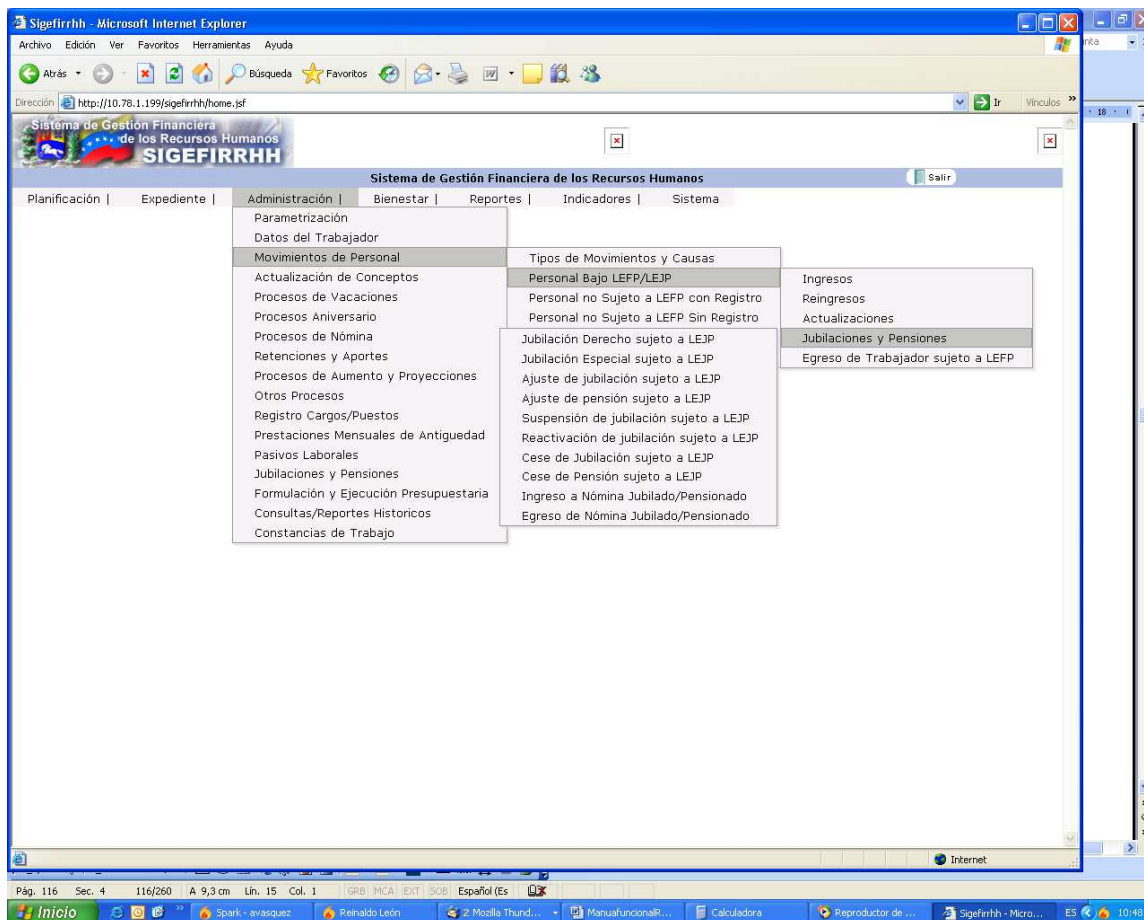 Sigefirrhh - Microsoft Internet Explorer
Archivo Edición Ver Favoritos Herramientas Ayuda
Atrás Búsqueda Favoritos
Dirección http://10.78.1.199/sigefirrhh/home.jsf Ir Vínculos »
Sistema de Gestión Financiera
de los Recursos Humanos
SIGEFIRRHH
Sistema de Gestión Financiera de los Recursos Humanos Salir
Planificación | Expediente | Administración | Bienestar | Reportes | Indicadores | Sistema
Parametrización
Datos del Trabajador
Movimientos de Personal
Actualización de Conceptos
Procesos de Vacaciones
Procesos Aniversario
Procesos de Nómina
Retenciones y Aportes
Procesos de Aumento y Proyecciones
Otros Procesos
Registro Cargos/Puestos
Prestaciones Mensuales de Antiguedad
Pasivos Laborales
Jubilaciones y Pensiones
Formulación y Ejecución Presupuestaria
Consultas/Reportes Historicos
Constancias de Trabajo
Tipos de Movimientos y Causas
Personal Bajo LEFP/LEJP
Personal no Sujeto a LEFP con Registro
Personal no Sujeto a LEFP Sin Registro
Ingresos
Reingresos
Actualizaciones
Jubilaciones y Pensiones
Egreso de Trabajador sujeto a LEFP
Jubilación Derecho sujeto a LEJP
Jubilación Especial sujeto a LEJP
Ajuste de jubilación sujeto a LEJP
Ajuste de pensión sujeto a LEJP
Suspensión de jubilación sujeto a LEJP
Reactivación de jubilación sujeto a LEJP
Cese de Jubilación sujeto a LEJP
Cese de Pensión sujeto a LEJP
Ingreso a Nómina Jubilado/Pensionado
Egreso de Nómina Jubilado/Pensionado
Internet
Pág. 116 Sec. 4 116/260 A 9,3 cm Lín. 15 Col. 1 GRB MCA EXT SOB Español (Es
Inicio » Spark - avasquez Reinaldo León 2 Mozilla Thund... ManuafuncionalR... Calculadora Reproductor de ... Sigefirrhh - Micro... ES